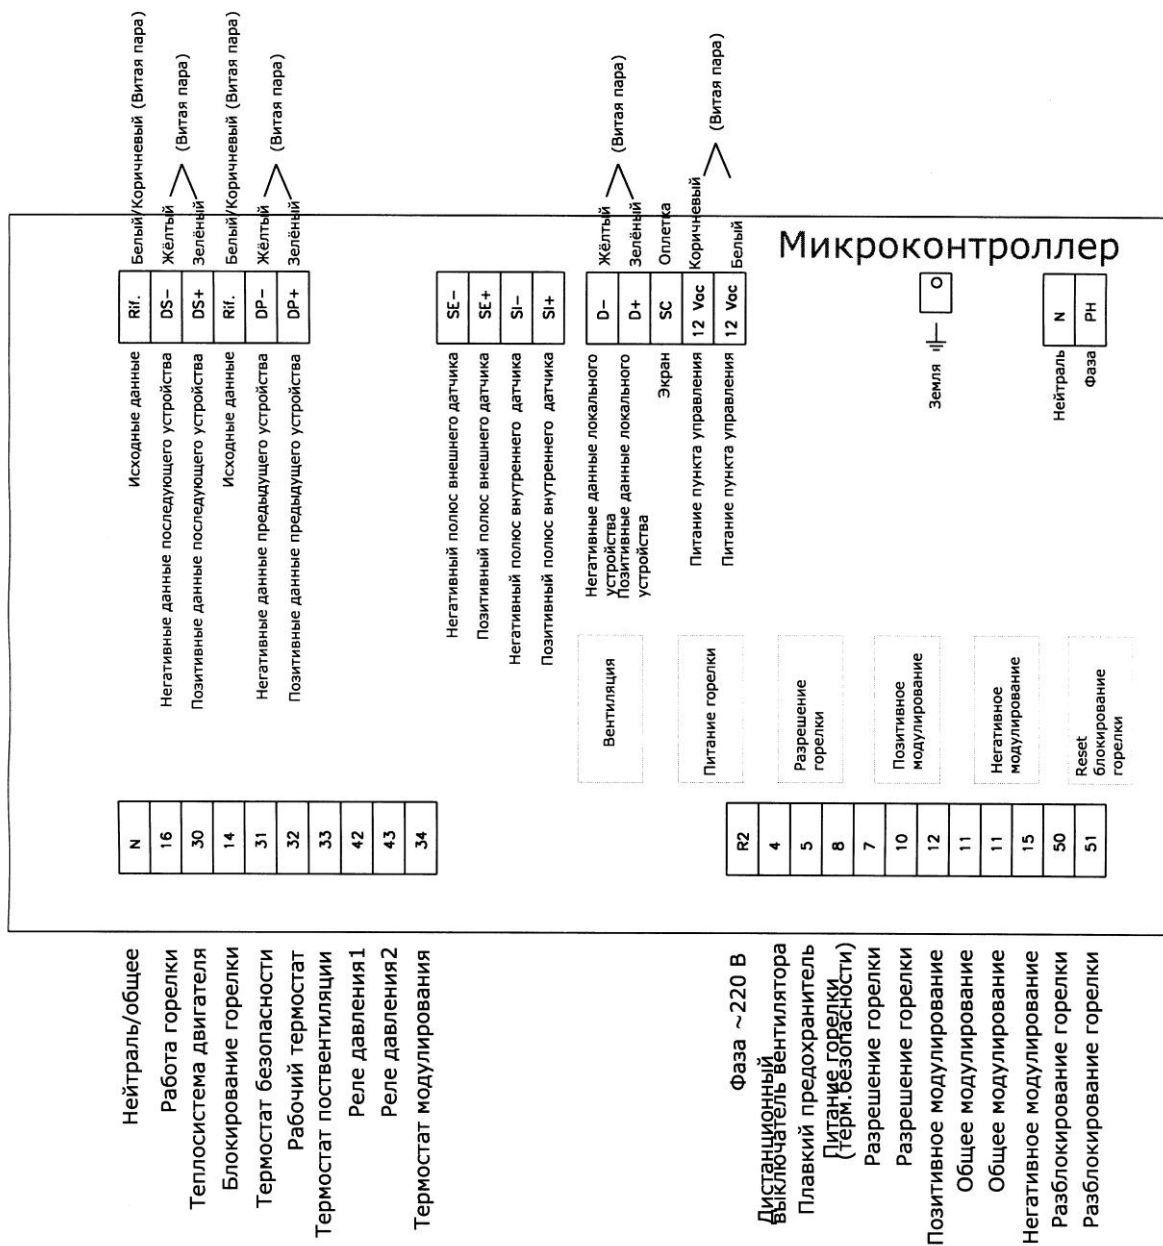 Микроконтроллер
Белый/Коричневый (Витая пара)
Жёлтый
Зелёный
(Витая пара)
Белый/Коричневый (Витая пара)
Жёлтый
Зелёный
(Витая пара)
Rif.
DS-
DS+
Rif.
DP-
DP+
Исходные данные
Негативные данные последующего устройства
Позитивные данные последующего устройства
Исходные данные
Негативные данные предыдущего устройства
Позитивные данные предыдущего устройства
SE-
SE+
SI-
SI+
Негативный полюс внешнего датчика
Позитивный полюс внешнего датчика
Негативный полюс внутреннего датчика
Позитивный полюс внутреннего датчика
Жёлтый
Зелёный
(Витая пара)
Оплетка
Коричневый
Белый
(Витая пара)
D-
D+
SC
12 Vac
12 Vac
Негативные данные локального
устройства
Позитивные данные локального
устройства
Экран
Питание пункта управления
Питание пункта управления
Земля
N
PH
Нейтраль
Фаза
Вентиляция
Питание горелки
Разрешение
горелки
Позитивное
модулирование
Негативное
модулирование
Reset
блокирование
горелки
N
16
30
14
31
32
33
42
43
34
Нейтраль/общее
Работа горелки
Теплосистема двигателя
Блокирование горелки
Термостат безопасности
Рабочий термостат
Термостат поствентиляции
Реле давления1
Реле давления2
Термостат модулирования
R2
4
5
8
7
10
12
11
11
15
50
51
Фаза ~220 В
Дистанционный
выключатель вентилятора
Плавкий предохранитель
Питание горелки
(терм.безопасности)
Разрешение горелки
Разрешение горелки
Позитивное модулирование
Общее модулирование
Общее модулирование
Негативное модулирование
Разблокирование горелки
Разблокирование горелки